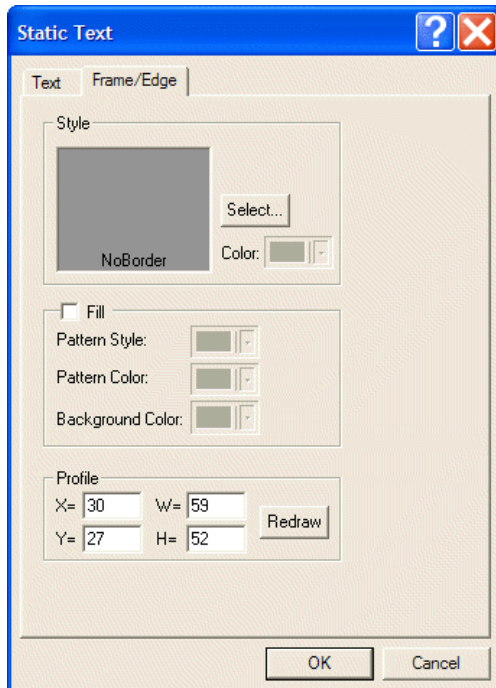 Static Text
Text Frame/Edge
Style
NoBorder
Select...
Color:
Fill
Pattern Style:
Pattern Color:
Background Color:
Profile
X= 30 W= 59
Y= 27 H= 52
Redraw
OK Cancel